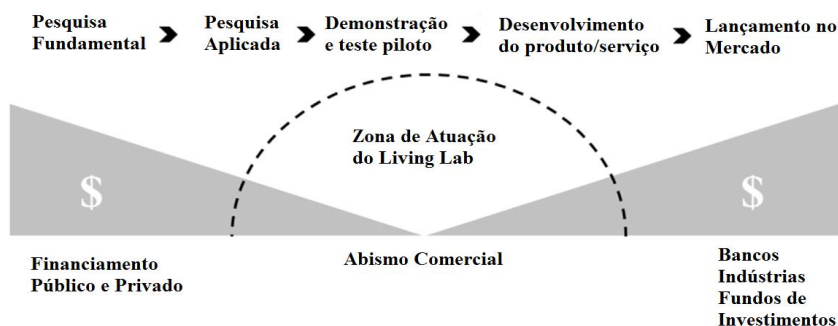 Pesquisa
Fundamental
Pesquisa
Aplicada
Demonstração
e teste piloto
Desenvolvimento
do produto/serviço
Lançamento no
Mercado
Zona de Atuação
do Living Lab
$
$
Financiamento
Público e Privado
Abismo Comercial
Bancos
Indústrias
Fundos de
Investimentos